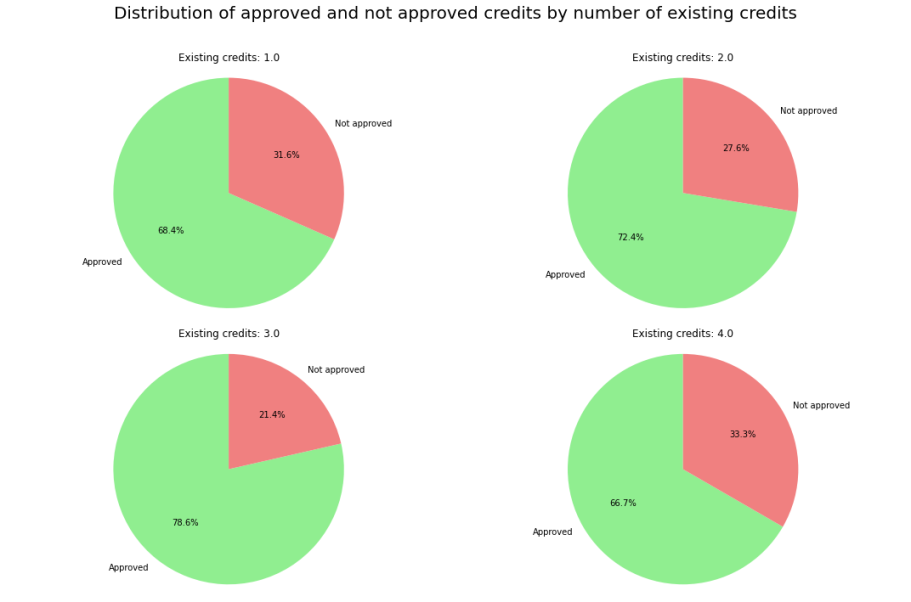 Distribution of approved and not approved credits by number of existing credits
Existing credits: 1.0
Not approved
31.6%
68.4%
Approved
Existing credits: 2.0
Not approved
27.6%
72.4%
Approved
Existing credits: 3.0
Not approved
21.4%
78.6%
Approved
Existing credits: 4.0
Not approved
33.3%
66.7%
Approved